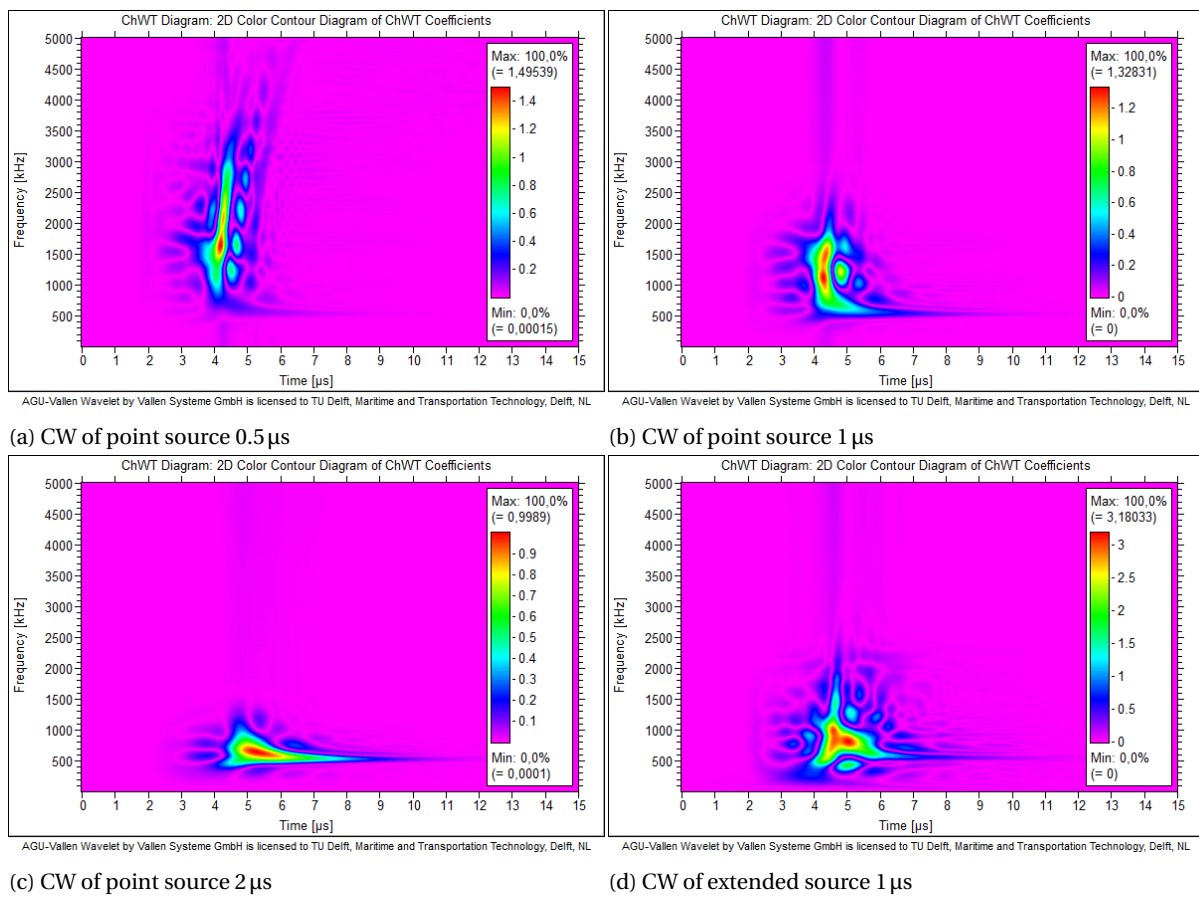 ChWT Diagram: 2D Color Contour Diagram of ChWT Coefficients
5000
4500
4000
3500
3000
2500
2000
1500
1000
500
Frequency [kHz]
0 1 2 3 4 5 6 7 8 9 10 11 12 13 14 15
Time [µs]
Max: 100,0%
(= 1,49539)
1.4
1.2
1
0.8
0.6
0.4
0.2
Min: 0,0%
(= 0,00015)
AGU-Vallen Wavelet by Vallen Systeme GmbH is licensed to TU Delft, Maritime and Transportation Technology, Delft, NL
(a) CW of point source 0.5µs
ChWT Diagram: 2D Color Contour Diagram of ChWT Coefficients
5000
4500
4000
3500
3000
2500
2000
1500
1000
500
Frequency [kHz]
0 1 2 3 4 5 6 7 8 9 10 11 12 13 14 15
Time [µs]
Max: 100,0%
(= 1,32831)
1.2
1
0.8
0.6
0.4
0.2
0
Min: 0,0%
(= 0)
AGU-Vallen Wavelet by Vallen Systeme GmbH is licensed to TU Delft, Maritime and Transportation Technology, Delft, NL
(b) CW of point source 1µs
ChWT Diagram: 2D Color Contour Diagram of ChWT Coefficients
5000
4500
4000
3500
3000
2500
2000
1500
1000
500
Frequency [kHz]
0 1 2 3 4 5 6 7 8 9 10 11 12 13 14 15
Time [µs]
Max: 100,0%
(= 0,9989)
0.9
0.8
0.7
0.6
0.5
0.4
0.3
0.2
0.1
Min: 0,0%
(= 0,0001)
AGU-Vallen Wavelet by Vallen Systeme GmbH is licensed to TU Delft, Maritime and Transportation Technology, Delft, NL
(c) CW of point source 2µs
ChWT Diagram: 2D Color Contour Diagram of ChWT Coefficients
5000
4500
4000
3500
3000
2500
2000
1500
1000
500
Frequency [kHz]
0 1 2 3 4 5 6 7 8 9 10 11 12 13 14 15
Time [µs]
Max: 100,0%
(= 3,18033)
3
2.5
2
1.5
1
0.5
0
Min: 0,0%
(= 0)
AGU-Vallen Wavelet by Vallen Systeme GmbH is licensed to TU Delft, Maritime and Transportation Technology, Delft, NL
(d) CW of extended source 1µs